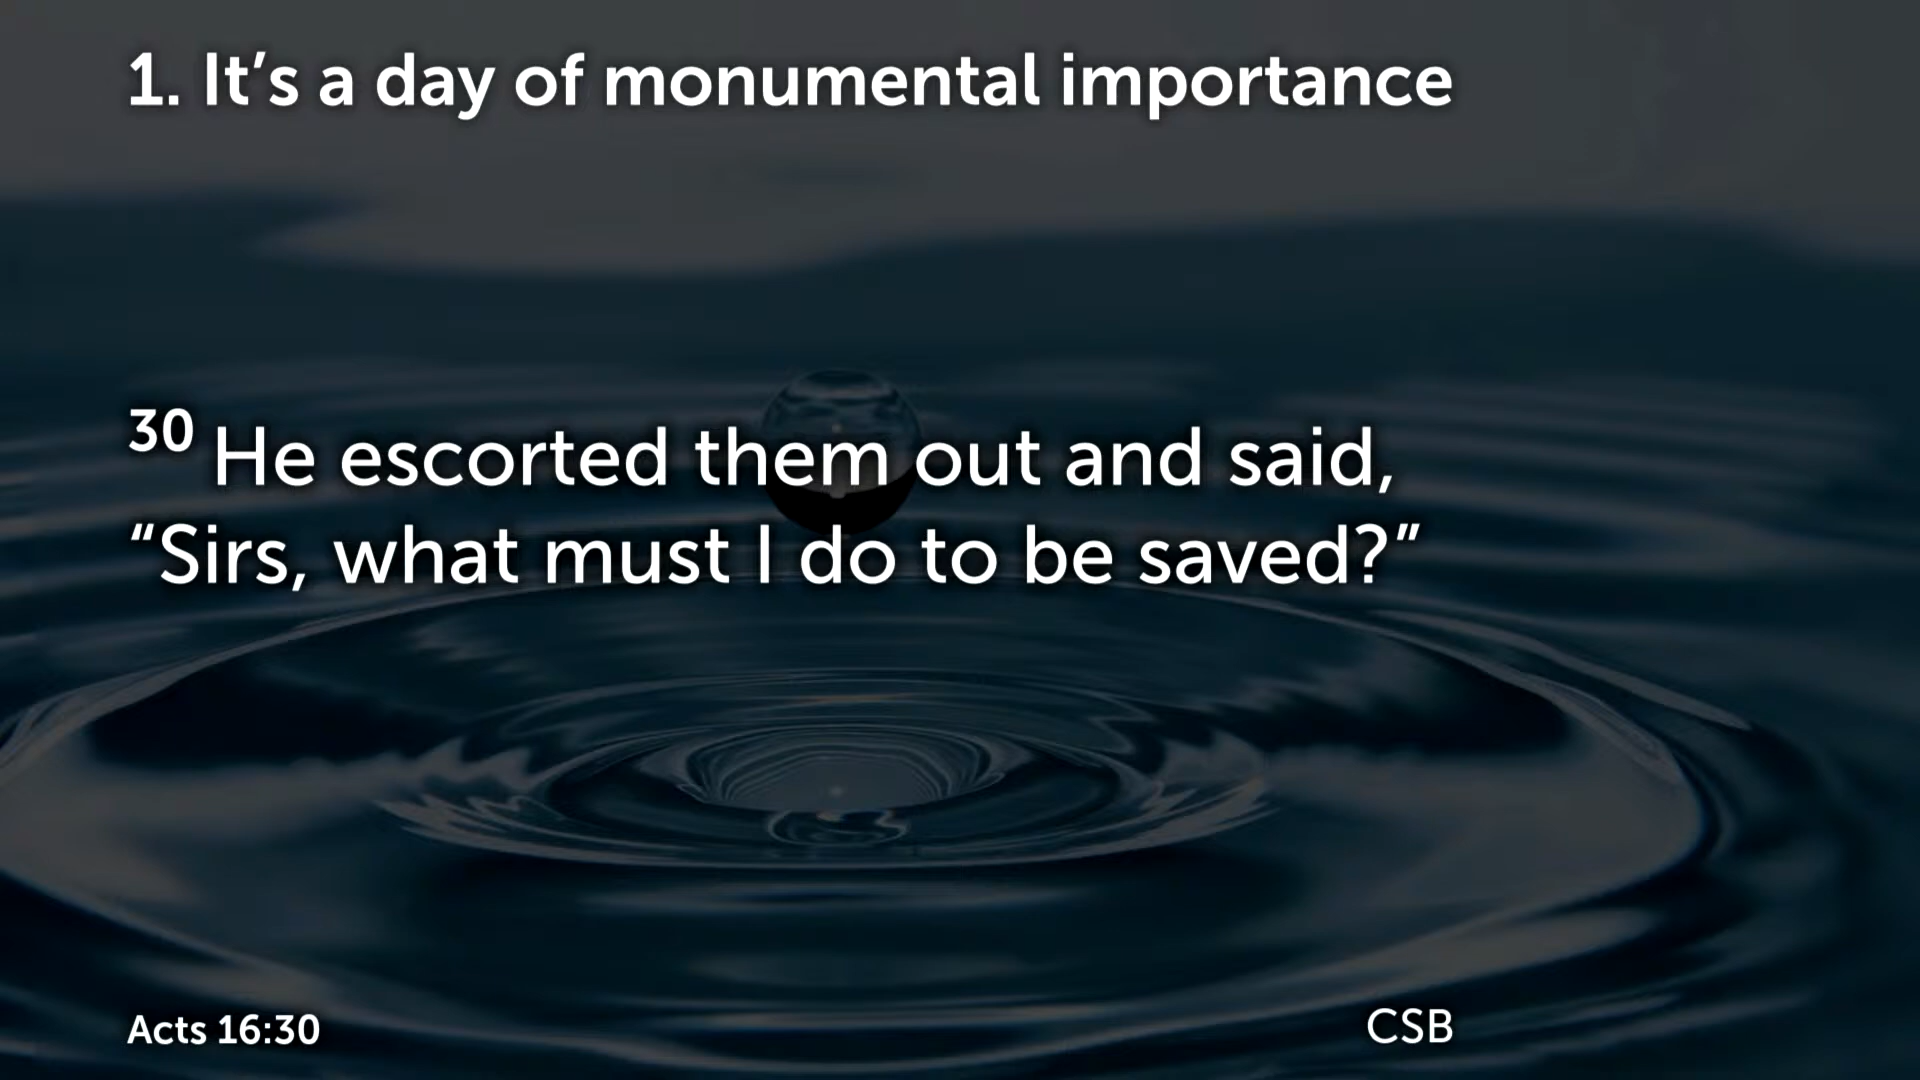 1. It’s a day of monumental importance
30 He escorted them out and said,
“Sirs, what must I do to be saved?”
Acts 16:30
CSB